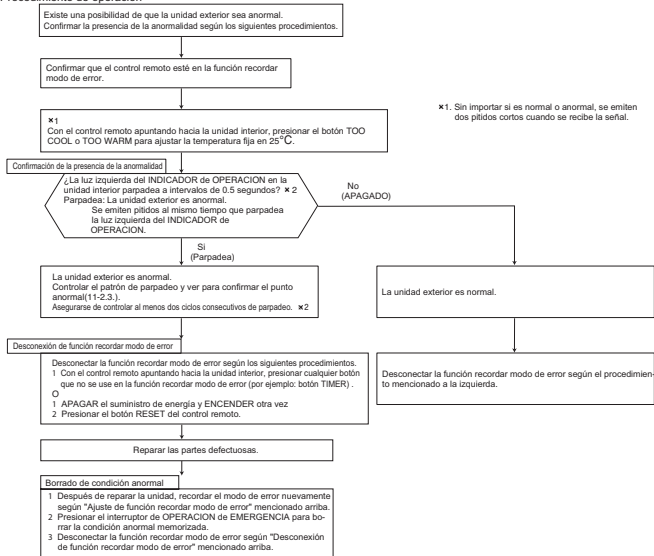 Procedimiento de operación
Existe una posibilidad de que la unidad exterior sea anormal.
Confirmar la presencia de la anormalidad según los siguientes procedimientos.
Confirmar que el control remoto esté en la función recordar
modo de error.
×1
Con el control remoto apuntando hacia la unidad interior, presionar el botón TOO
COOL o TOO WARM para ajustar la temperatura fija en 25°C.
×1. Sin importar si es normal o anormal, se emiten
dos pitidos cortos cuando se recibe la señal.
Confirmación de la presencia de la anormalidad
¿La luz izquierda del INDICADOR de OPERACION en la
unidad interior parpadea a intervalos de 0.5 segundos? ×2
Parpadea: La unidad exterior es anormal.
Se emiten pitidos al mismo tiempo que parpadea
la luz izquierda del INDICADOR de
OPERACION.
No
(APAGADO)
Si
(Parpadea)
La unidad exterior es anormal.
Controlar el patrón de parpadeo y ver para confirmar el punto
anormal(11-2.3.).
Asegurarse de controlar al menos dos ciclos consecutivos de parpadeo. ×2
La unidad exterior es normal.
Desconexión de función recordar modo de error
Desconectar la función recordar modo de error según los siguientes procedimientos.
1 Con el control remoto apuntando hacia la unidad interior, presionar cualquier botón
que no se use en la función recordar modo de error (por ejemplo: botón TIMER) .
O
1 APAGAR el suministro de energía y ENCENDER otra vez
2 Presionar el botón RESET del control remoto.
Desconectar la función recordar modo de error según el procedimien-
to mencionado a la izquierda.
Reparar las partes defectuosas.
Borrado de condición anormal
1 Después de reparar la unidad, recordar el modo de error nuevamente
según "Ajuste de función recordar modo de error" mencionado arriba.
2 Presionar el interruptor de OPERACION de EMERGENCIA para bo-
rrar la condición anormal memorizada.
3 Desconectar la función recordar modo de error según "Desconexión
de función recordar modo de error" mencionado arriba.